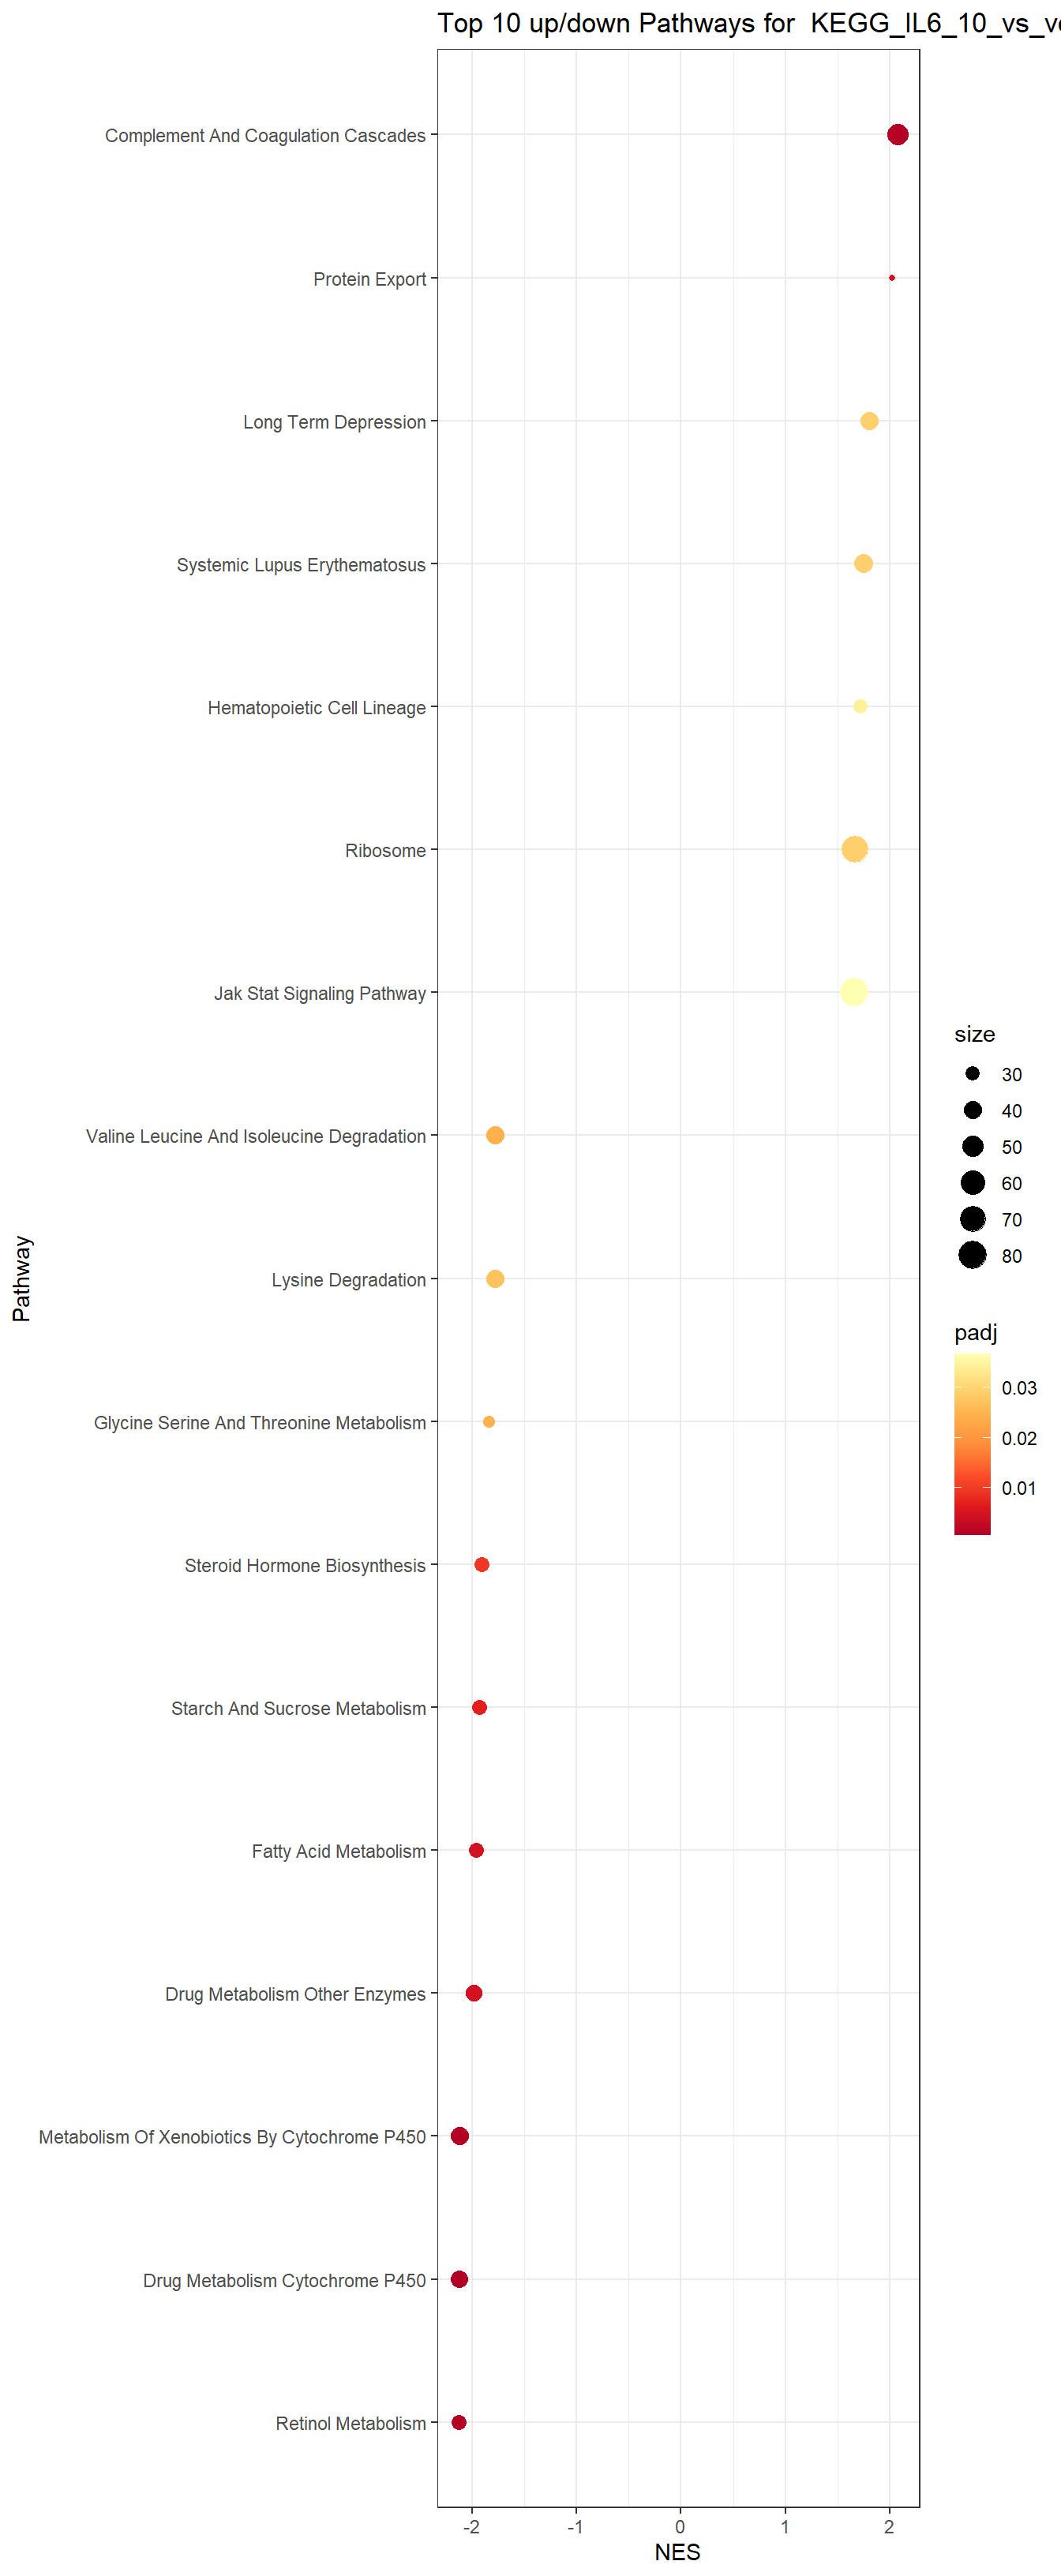 Top 10 up/down Pathways for  KEGG_IL6_10_vs_v
Complement And Coagulation Cascades
Protein Export
Long Term Depression
Systemic Lupus Erythematosus
Hematopoietic Cell Lineage
Ribosome
Jak Stat Signaling Pathway
Valine Leucine And Isoleucine Degradation
Lysine Degradation
Glycine Serine And Threonine Metabolism
Steroid Hormone Biosynthesis
Starch And Sucrose Metabolism
Fatty Acid Metabolism
Drug Metabolism Other Enzymes
Metabolism Of Xenobiotics By Cytochrome P450
Drug Metabolism Cytochrome P450
Retinol Metabolism
Pathway
-2 -1 0 1 2
NES
size
30
40
50
60
70
80
padj
0.03
0.02
0.01